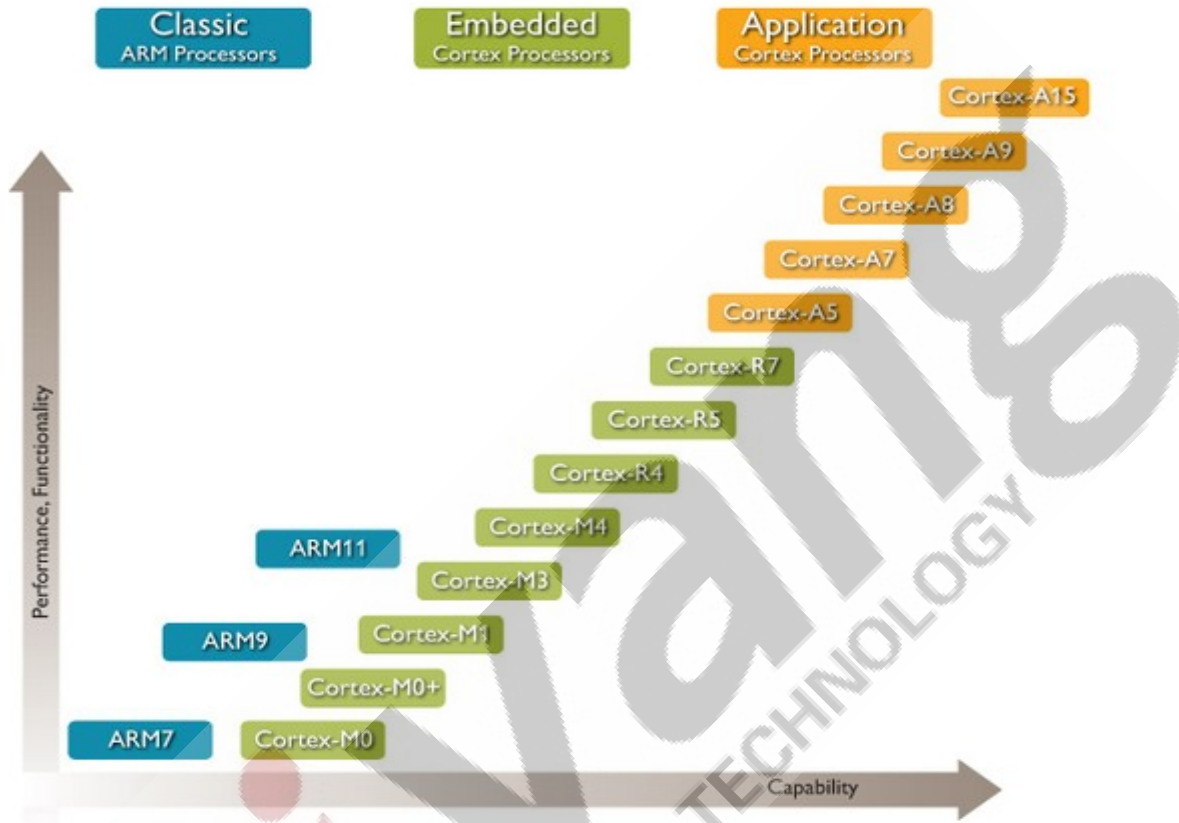 Classic
ARM Processors
Embedded
Cortex Processors
Application
Cortex Processors
Cortex-A15
Cortex-A9
Cortex-A8
Cortex-A7
Cortex-A5
Cortex-R7
Cortex-R5
Cortex-R4
Cortex-M4
ARM11
Cortex-M3
Cortex-M1
ARM9
Cortex-M0+
ARM7
Cortex-M0
Performance, Functionality
Capability
TECHNOLOGY